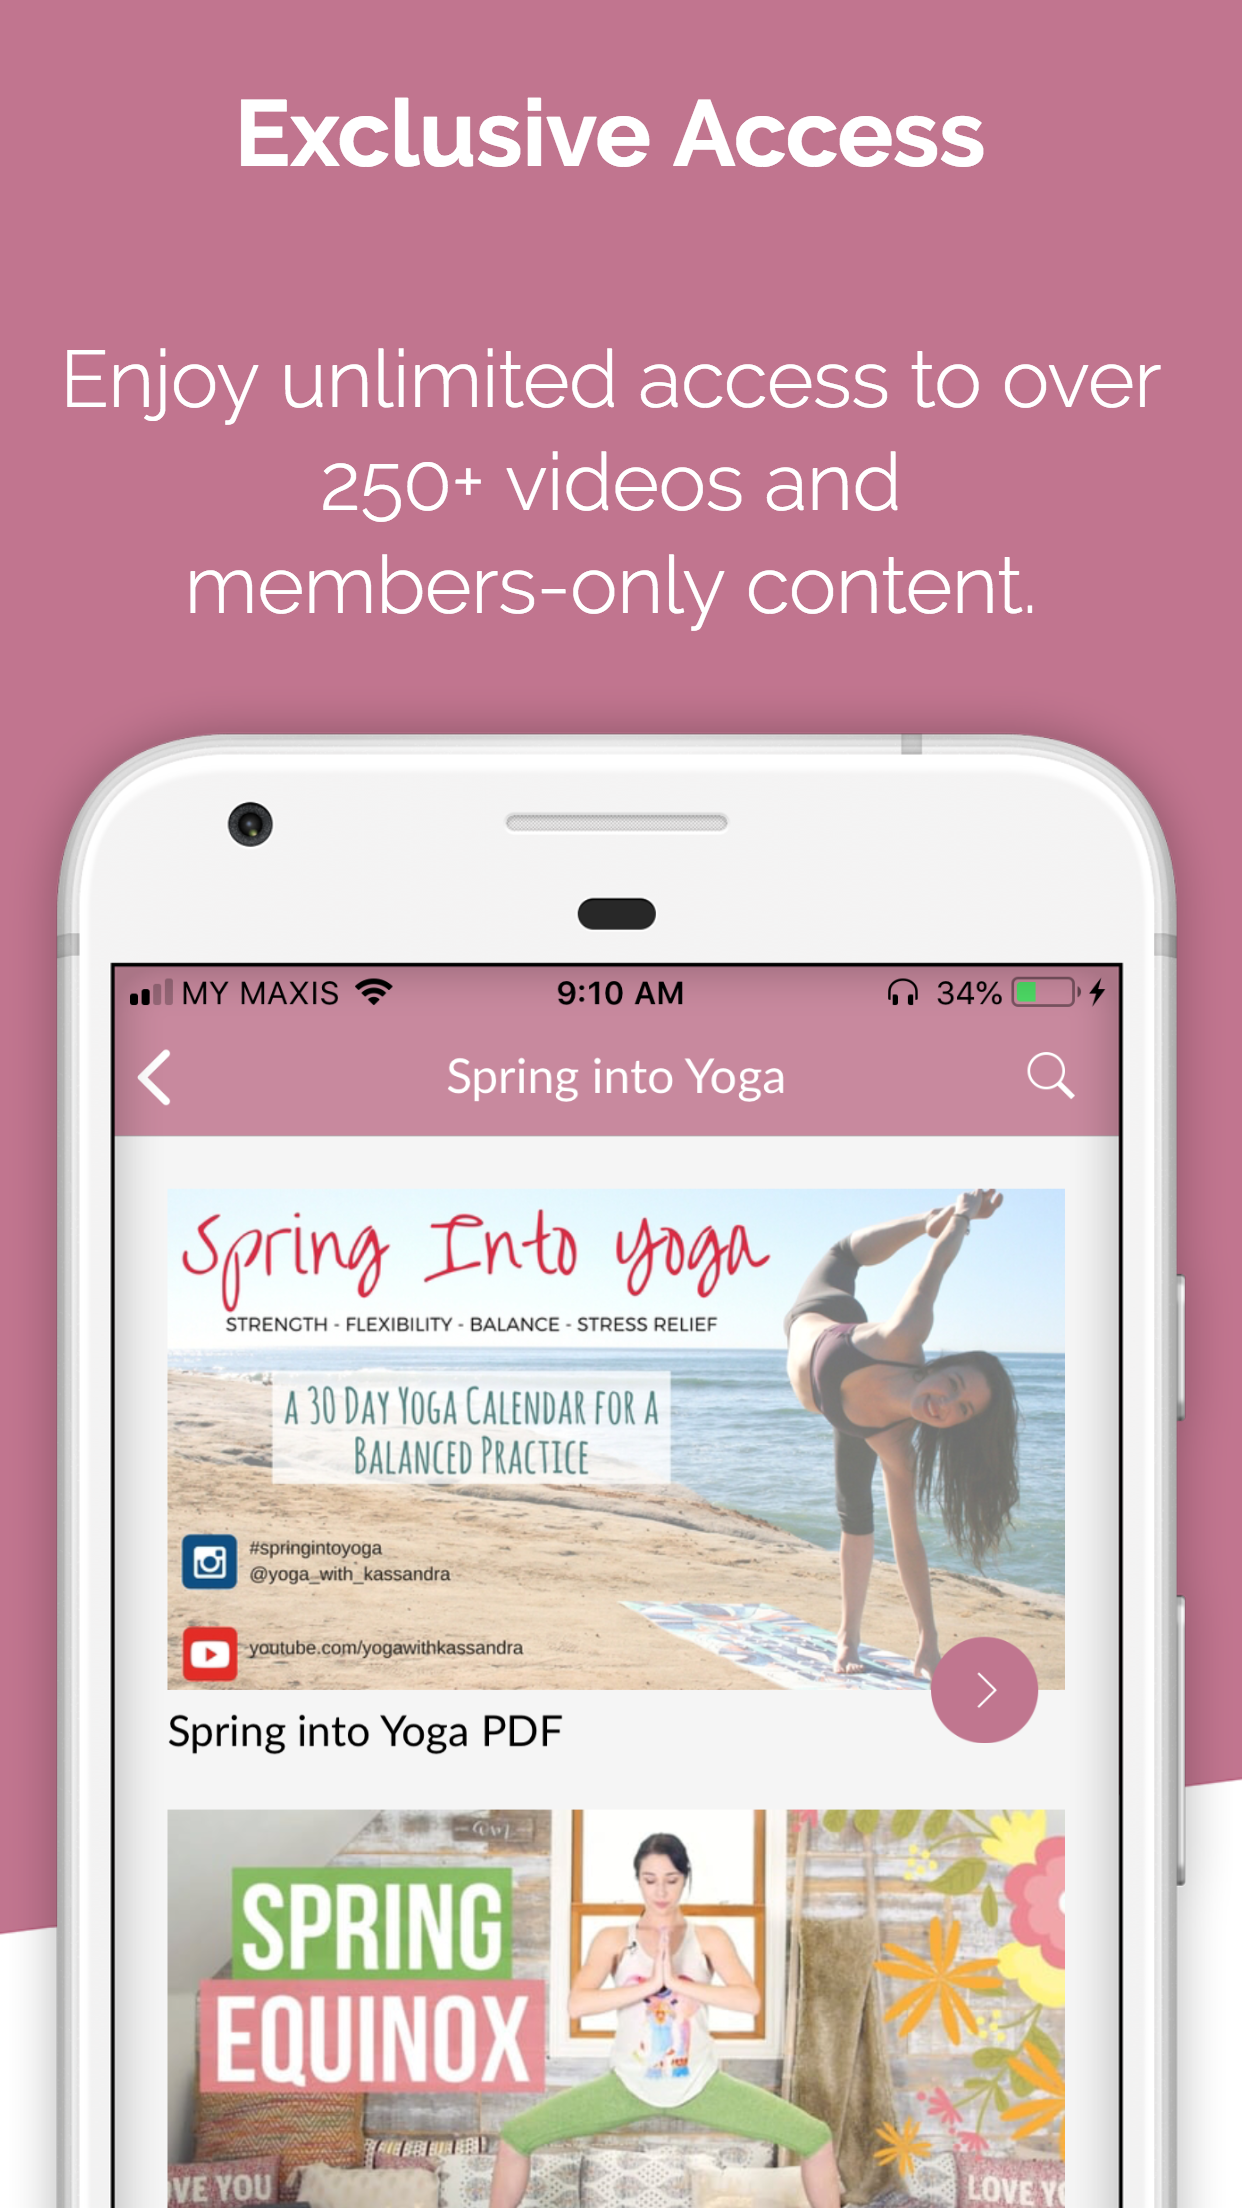 Exclusive Access
Enjoy unlimited access to over
250+ videos and
members-only content.
MY MAXIS 9:10 AM 34%
Spring into Yoga
Spring Into yoga
STRENGTH - FLEXIBILITY - BALANCE - STRESS RELIEF
A 30 DAY YOGA CALENDAR FOR A
BALANCED PRACTICE
#springintoyoga
@yoga_with_kassandra
youtube.com/yogawithkassandra
Spring into Yoga PDF
om
SPRING
EQUINOX
VE YOU
LOVE Y